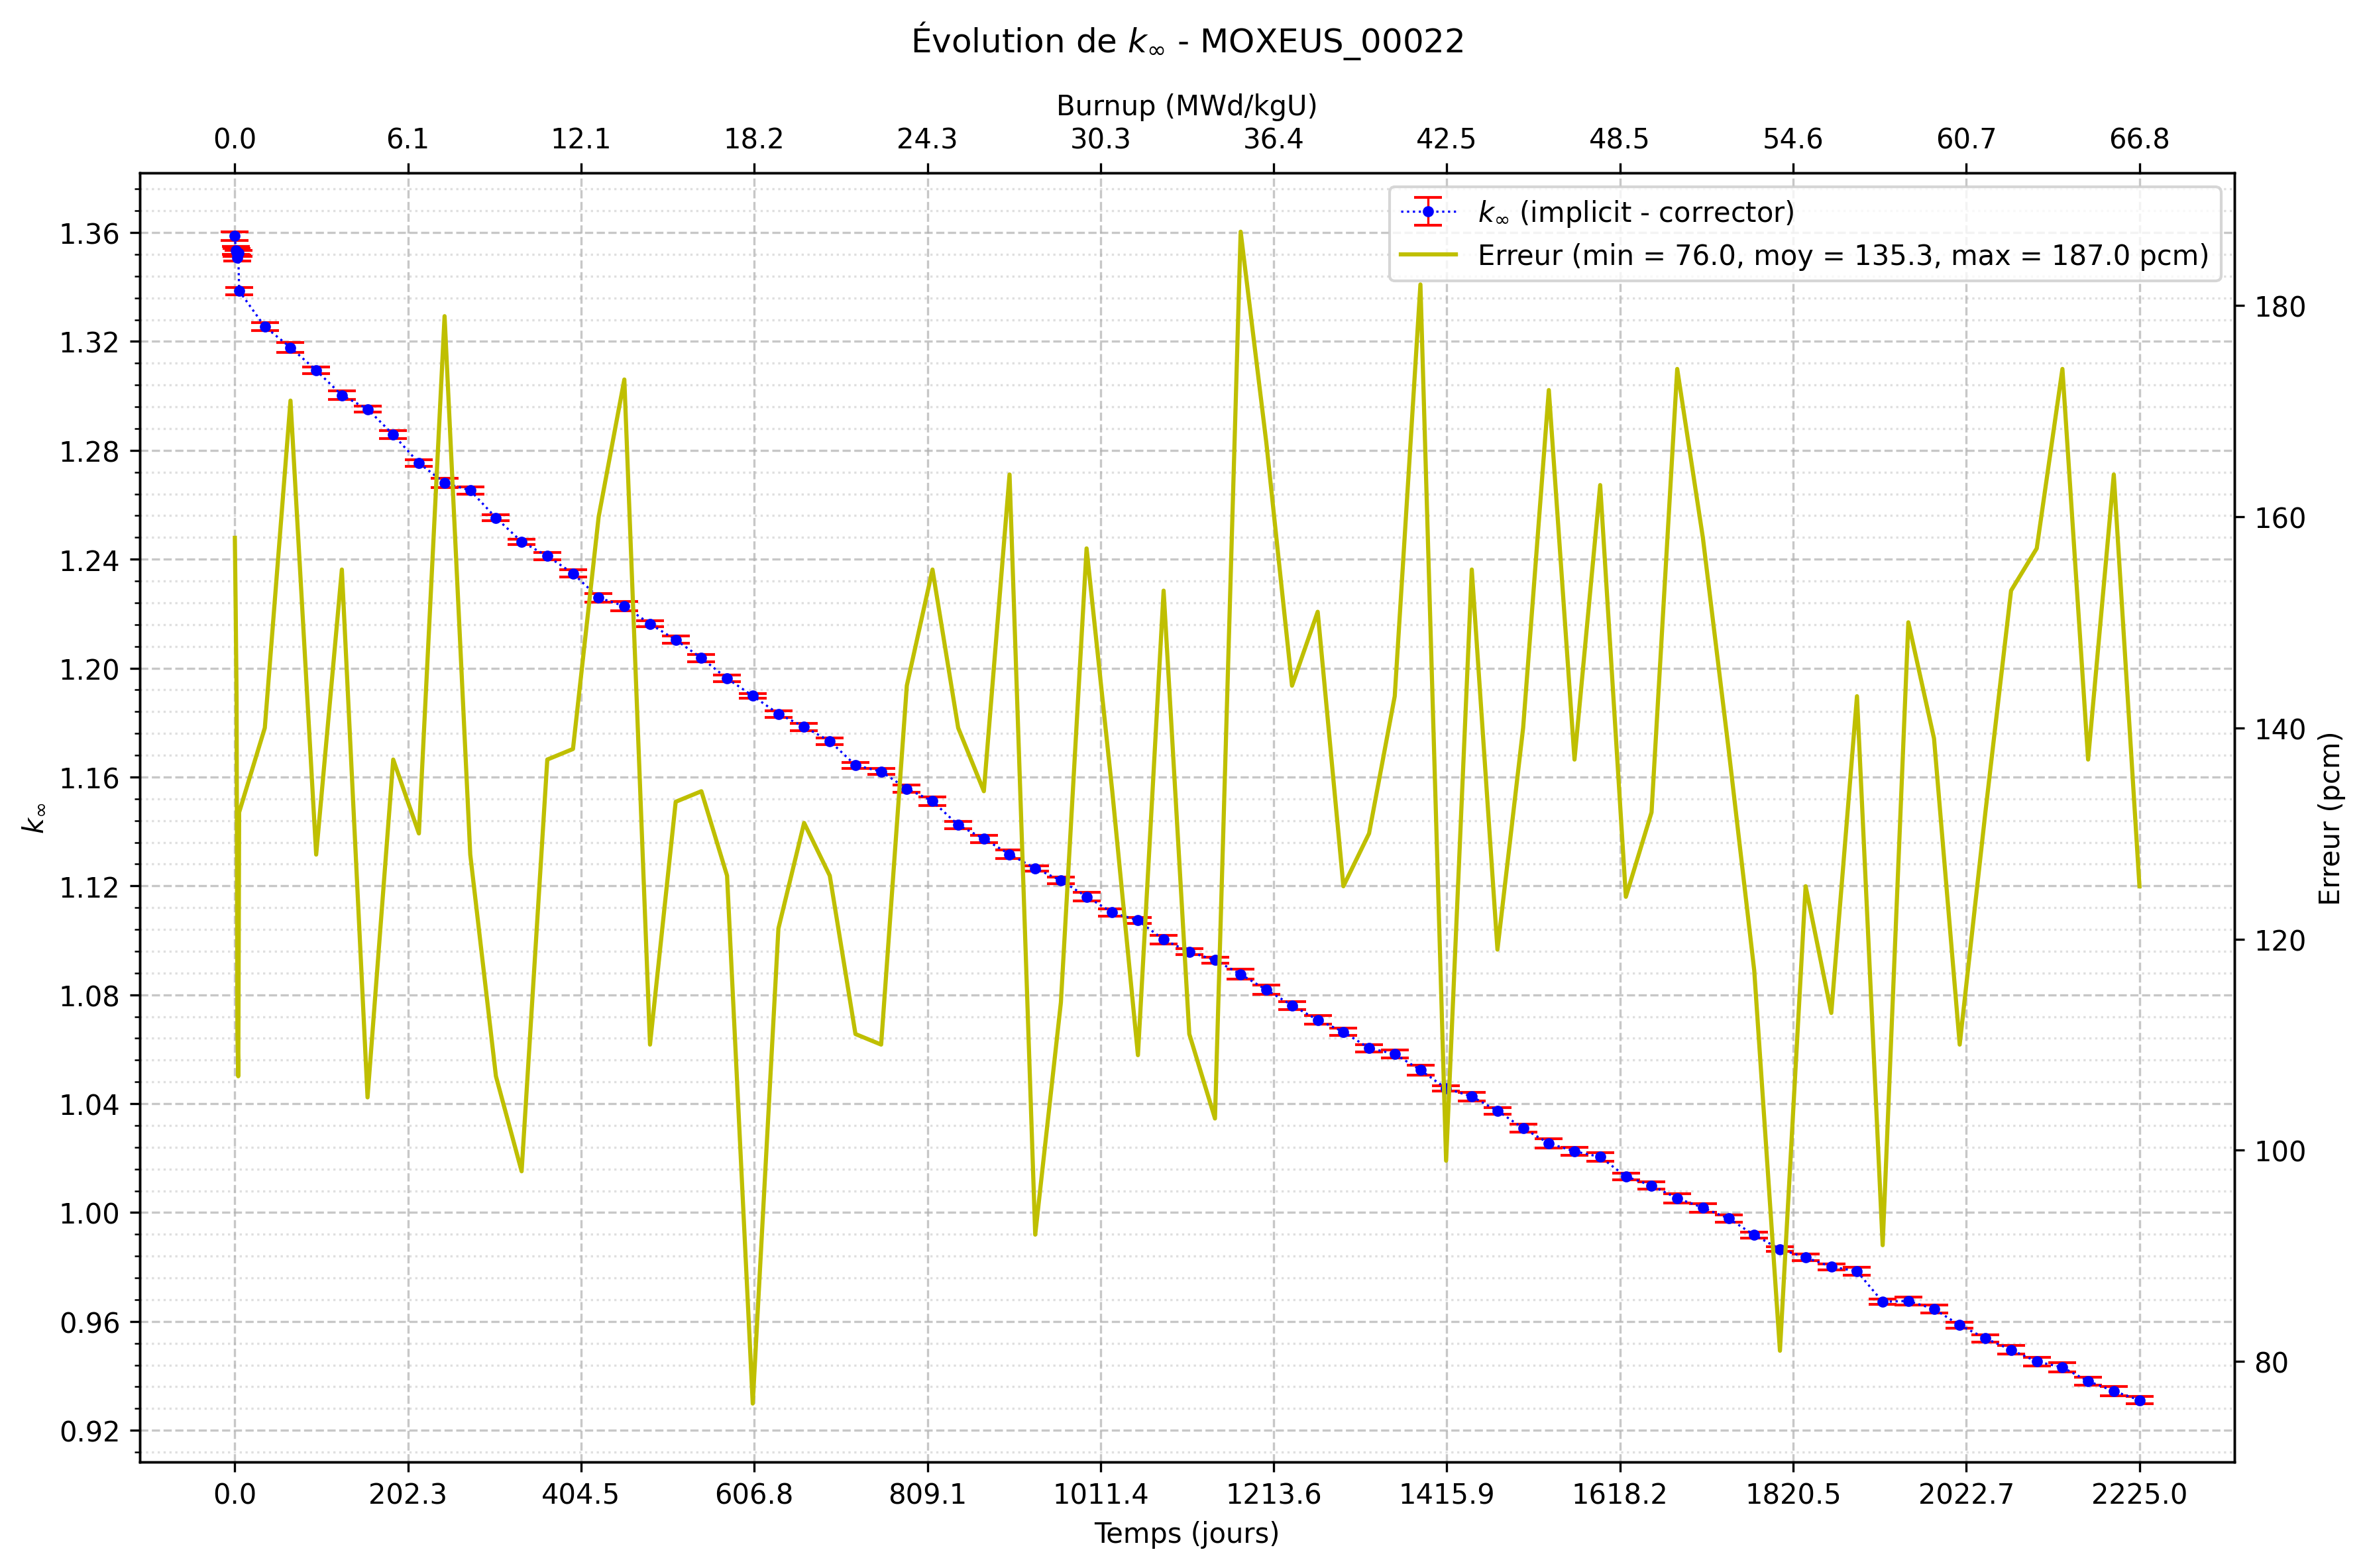 Évolution de k∞ - MOXEUS_00022
Burnup (MWd/kgU)
0.0 6.1 12.1 18.2 24.3 30.3 36.4 42.5 48.5 54.6 60.7 66.8
k∞ (implicit - corrector)
Erreur (min = 76.0, moy = 135.3, max = 187.0 pcm)
k∞
1.36
1.32
1.28
1.24
1.20
1.16
1.12
1.08
1.04
1.00
0.96
0.92
180
160
140
120
100
80
Erreur (pcm)
0.0 202.3 404.5 606.8 809.1 1011.4 1213.6 1415.9 1618.2 1820.5 2022.7 2225.0
Temps (jours)